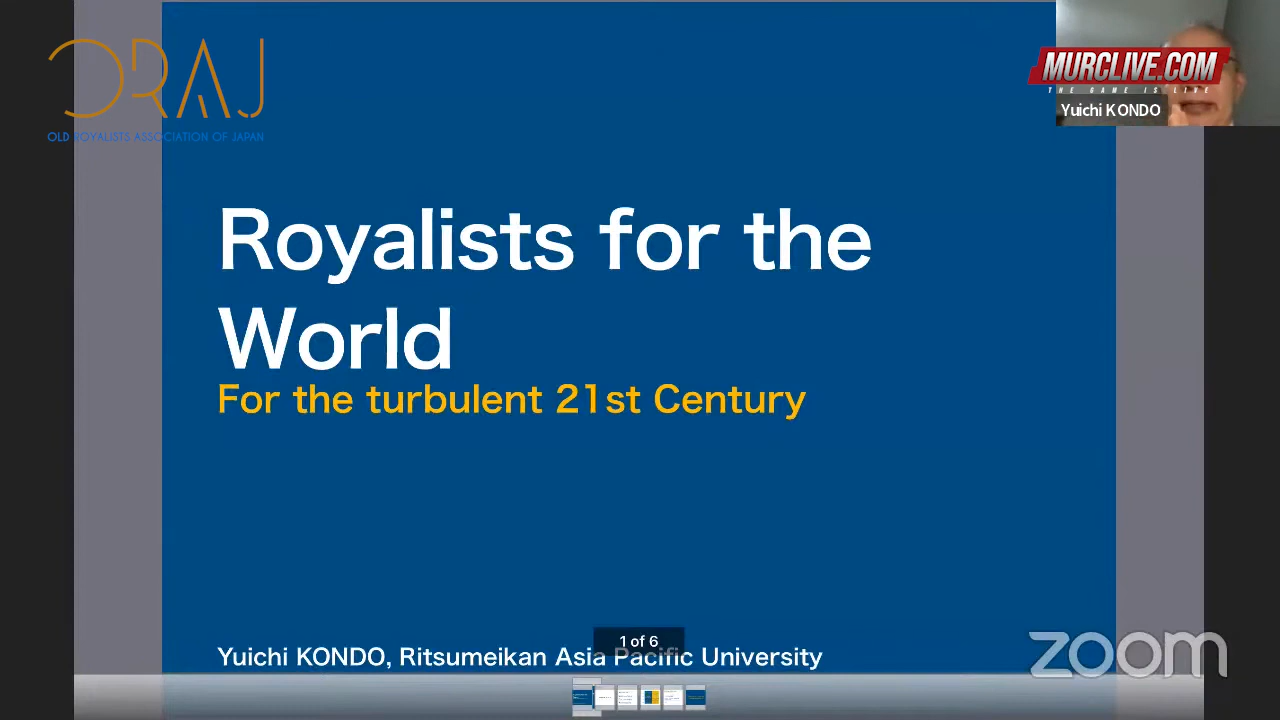 ORAJ
OLD ROYALISTS ASSOCIATION OF JAPAN
MURCLIVE.COM
THE GAME IS LIVE
Yuichi KONDO
Royalists for the
World
For the turbulent 21st Century
1 of 6
Yuichi KONDO, Ritsumeikan Asia Pacific University
zoom